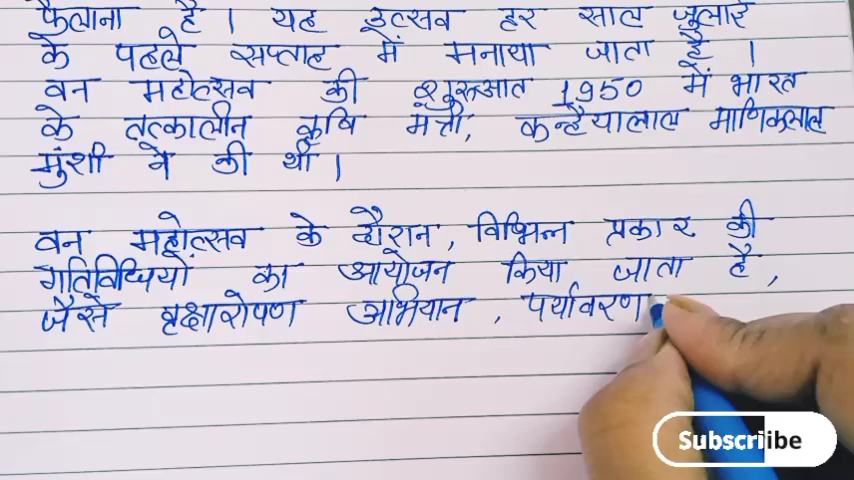 फैलाना है । यह उत्सव हर साल जुलाई
के पहले सप्ताह में मनाया जाता है ।
वन महोत्सव की शुरुआत 1950 में भारत
के तत्कालीन कृषि मंत्री, कन्हैयालाल माणिकलाल
मुंशी ने की थी ।
वन महोत्सव के दौरान, विभिन्न प्रकार की
गतिविधियों का आयोजन किया जाता है,
जैसे वृक्षारोपण अभियान, पर्यावरण
Subscriibe